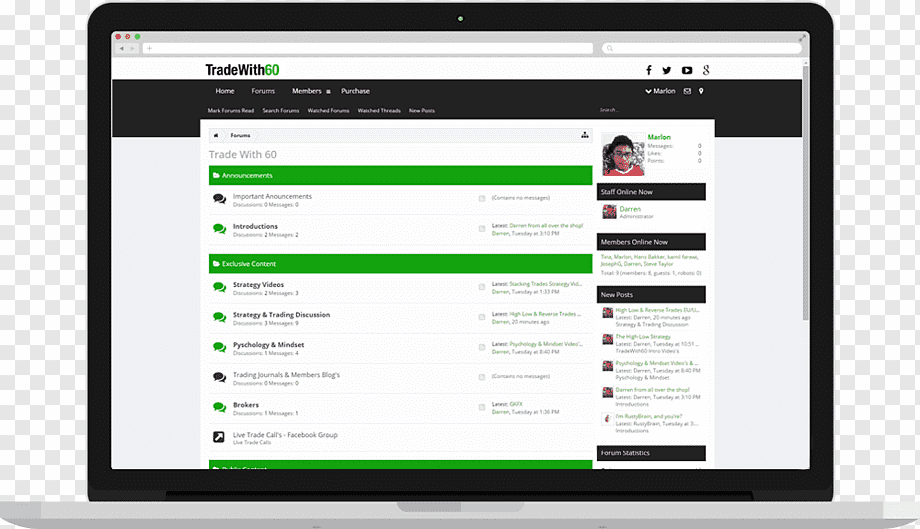 TradeWith60
Home Forums Members Purchase
Marlon
Mark Forums Read Search Forums Watched Forums Watched Threads New Posts
Search...
Forums
Trade With 60
Announcements
Important Anouncements
Discussions: 0 Messages: 0
(Contains no messages)
Introductions
Discussions: 2 Messages: 2
Latest: Darren from all over the shop!
Darren, Tuesday at 3:10 PM
Exclusive Content
Strategy Videos
Discussions: 2 Messages: 3
Latest: Stacking Trades Strategy Vid...
Darren, Tuesday at 1:33 PM
Strategy & Trading Discussion
Discussions: 3 Messages: 9
Latest: High Low & Reverse Trades ...
Darren, 20 minutes ago
Pyschology & Mindset
Discussions: 1 Messages: 4
Latest: Pyschology & Mindset Video'...
Darren, Tuesday at 8:40 PM
Trading Journals & Members Blog's
Discussions: 0 Messages: 0
(Contains no messages)
Brokers
Discussions: 1 Messages: 1
Latest: GKFX
Darren, Tuesday at 1:36 PM
Live Trade Call's - Facebook Group
Live Trade Calls
Public Content
Marlon
Messages: 0
Likes: 0
Points: 0
Staff Online Now
Darren
Administrator
Members Online Now
Tina, Marlon, Hans Bakker, kamil farase,
JosephG, Darren, Steve Taylor
Total: 9 (members: 8, guests: 1, robots: 0)
New Posts
High Low & Reverse Trades EU/U...
Latest: Darren, 20 minutes ago
Strategy & Trading Discussion
The High Low Strategy
Latest: Darren, Tuesday at 10:51 ...
TradeWith60 Intro Video's
Pyschology & Mindset Video's & ...
Latest: Darren, Tuesday at 8:40 PM
Pyschology & Mindset
Darren from all over the shop!
Latest: Darren, Tuesday at 3:10 PM
Introductions
I'm RustyBrain, and you're?
Latest: RustyBrain, Tuesday at 3:...
Introductions
Forum Statistics